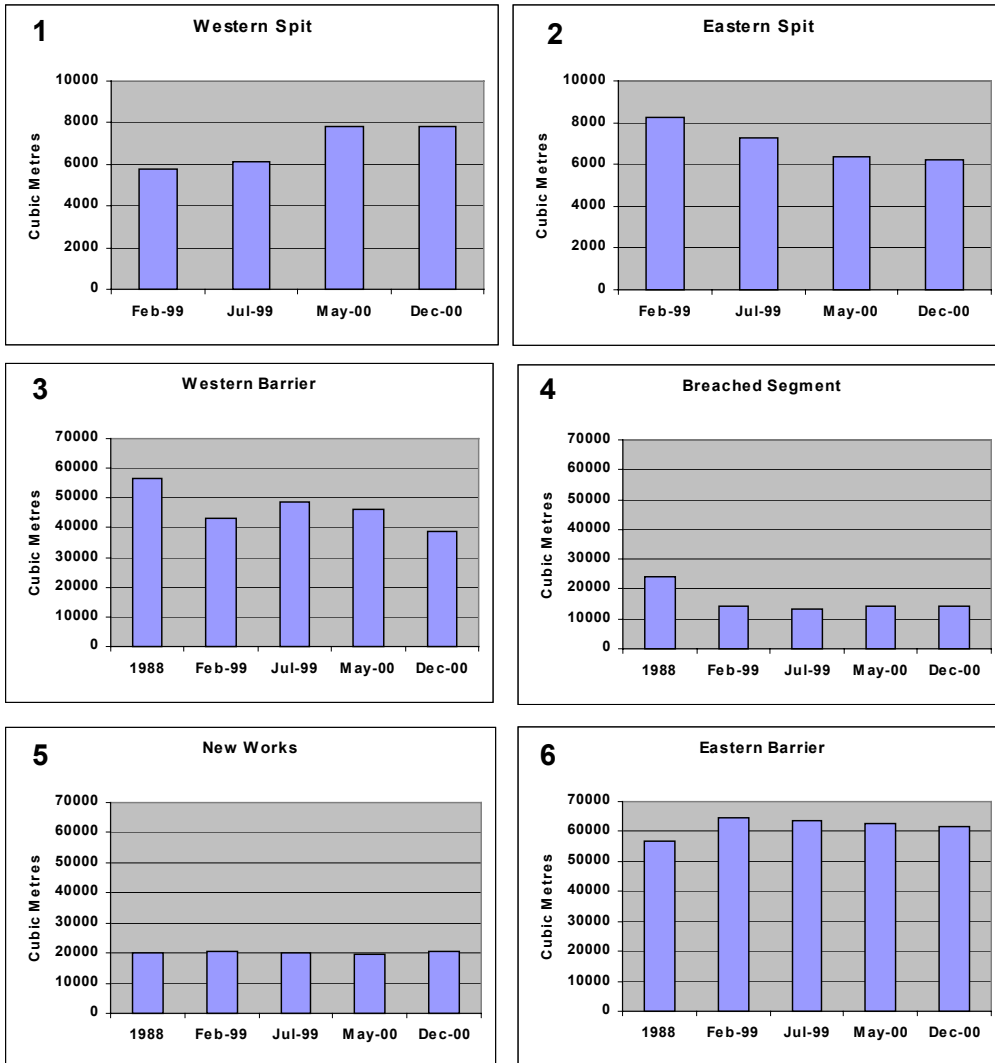 1
Western Spit
Cubic Metres
10000
8000
6000
4000
2000
0
Feb-99 Jul-99 May-00 Dec-00
2
Eastern Spit
Cubic Metres
10000
8000
6000
4000
2000
0
Feb-99 Jul-99 May-00 Dec-00
3
Western Barrier
Cubic Metres
70000
60000
50000
40000
30000
20000
10000
0
1988 Feb-99 Jul-99 May-00 Dec-00
4
Breached Segment
Cubic Metres
70000
60000
50000
40000
30000
20000
10000
0
1988 Feb-99 Jul-99 May-00 Dec-00
5
New Works
Cubic Metres
70000
60000
50000
40000
30000
20000
10000
0
1988 Feb-99 Jul-99 May-00 Dec-00
6
Eastern Barrier
Cubic Metres
70000
60000
50000
40000
30000
20000
10000
0
1988 Feb-99 Jul-99 May-00 Dec-00